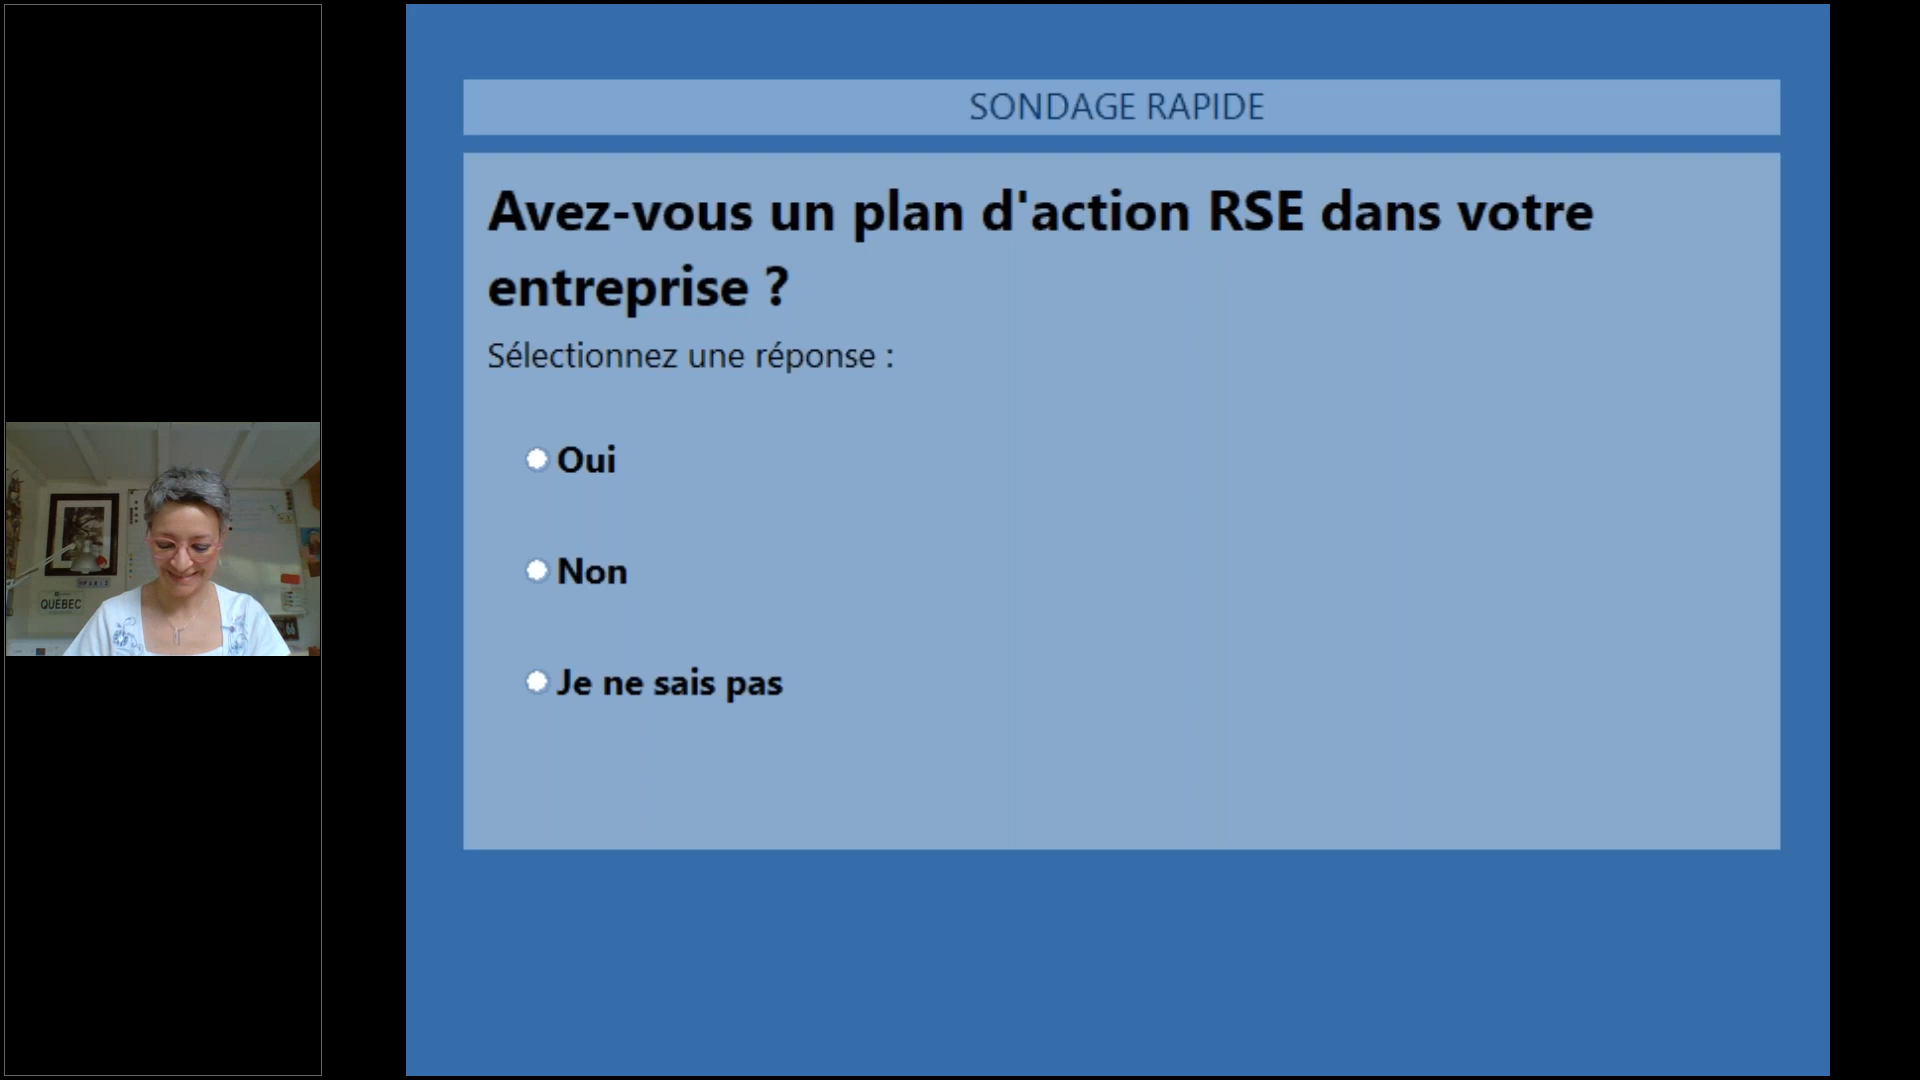 SONDAGE RAPIDE
Avez-vous un plan d'action RSE dans votre
entreprise ?
Sélectionnez une réponse :
Oui
Non
Je ne sais pas
PARIS
QUÉBEC